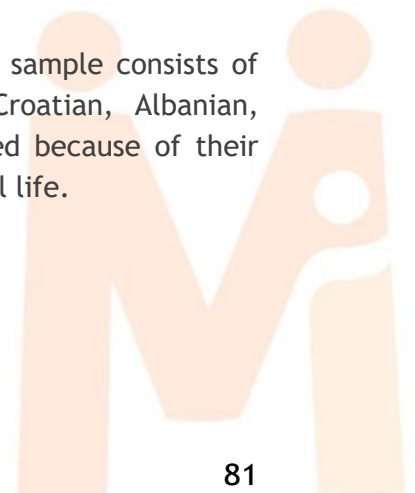 sample consists of
Croatian, Albanian,
ed because of their
l life.
81